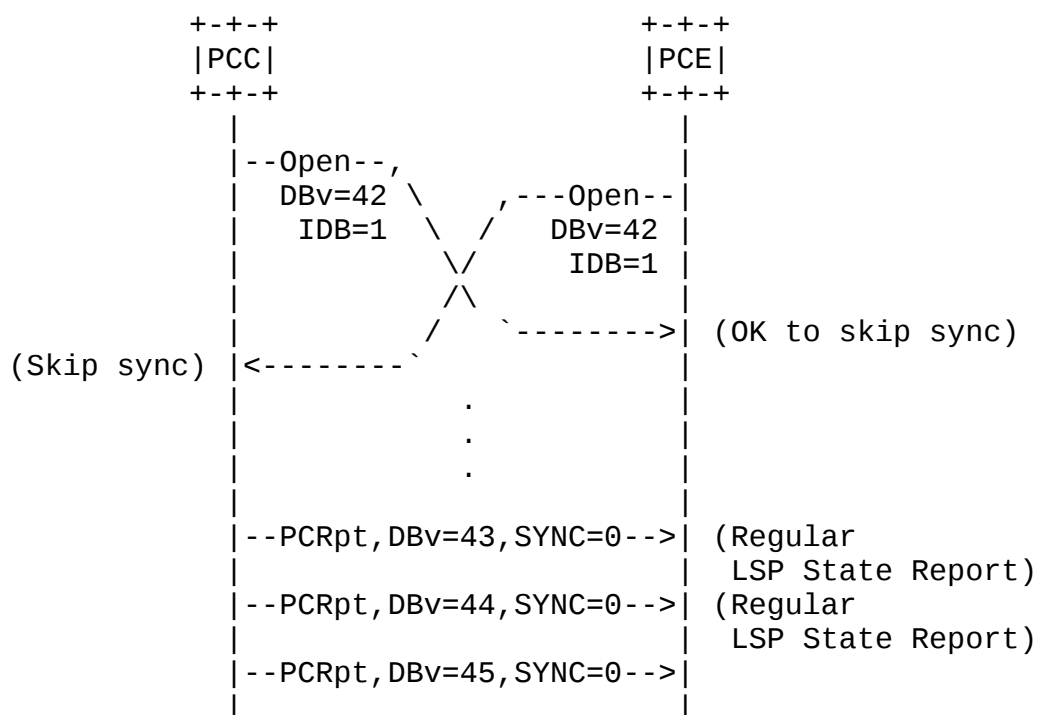 +-+-+                    +-+-+
|PCC|                    |PCE|
+-+-+                    +-+-+
|                        |
|--Open--,               |
|  DBv=42 \    ,---Open--|
|   IDB=1  \  /   DBv=42 |
|           \/     IDB=1 |
|           /\           |
|          /  `--------->| (OK to skip sync)
(Skip sync) |<--------`              |
|            .           |
|            .           |
|            .           |
|                        |
|--PCRpt,DBv=43,SYNC=0-->| (Regular
|                        |  LSP State Report)
|--PCRpt,DBv=44,SYNC=0-->| (Regular
|                        |  LSP State Report)
|--PCRpt,DBv=45,SYNC=0-->|
|                        |